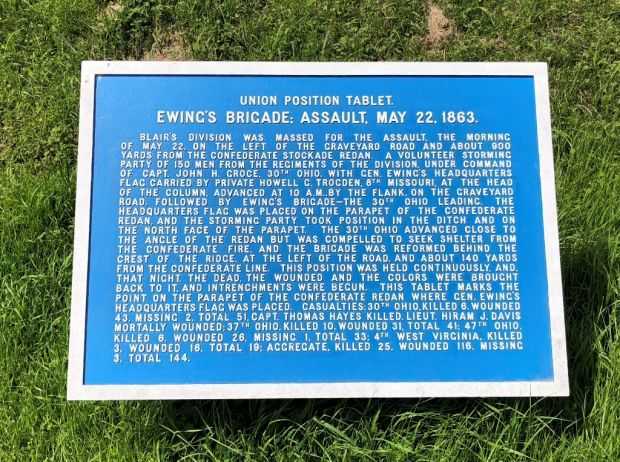 UNION POSITION TABLET.
EWING'S BRIGADE; ASSAULT, MAY 22, 1863.
BLAIR'S DIVISION WAS MASSED FOR THE ASSAULT, THE MORNING
OF MAY 22, ON THE LEFT OF THE GRAVEYARD ROAD AND ABOUT 900
YARDS FROM THE CONFEDERATE STOCKADE REDAN. A VOLUNTEER STORMING
PARTY OF 150 MEN FROM THE REGIMENTS OF THE DIVISION, UNDER COMMAND
OF CAPT. JOHN H. GROCE, 30TH OHIO, WITH GEN. EWING'S HEADQUARTERS
FLAG CARRIED BY PRIVATE HOWELL G. TROGDEN, 8TH MISSOURI, AT THE HEAD
OF THE COLUMN, ADVANCED AT 10 A.M. BY THE FLANK, ON THE GRAVEYARD
ROAD, FOLLOWED BY EWING'S BRIGADE—THE 30TH OHIO LEADING. THE
HEADQUARTERS FLAG WAS PLACED ON THE PARAPET OF THE CONFEDERATE
REDAN, AND THE STORMING PARTY TOOK POSITION IN THE DITCH AND ON
THE NORTH FACE OF THE PARAPET. THE 30TH OHIO ADVANCED CLOSE TO
THE ANGLE OF THE REDAN BUT WAS COMPELLED TO SEEK SHELTER FROM
THE CONFEDERATE FIRE AND THE BRIGADE WAS REFORMED BEHIND THE
CREST OF THE RIDGE, AT THE LEFT OF THE ROAD, AND ABOUT 140 YARDS
FROM THE CONFEDERATE LINE. THIS POSITION WAS HELD CONTINUOUSLY, AND,
THAT NIGHT, THE DEAD, THE WOUNDED AND THE COLORS WERE BROUGHT
BACK TO IT, AND INTRENCHMENTS WERE BEGUN. THIS TABLET MARKS THE
POINT ON THE PARAPET OF THE CONFEDERATE REDAN WHERE GEN. EWING'S
HEADQUARTERS FLAG WAS PLACED. CASUALTIES: 30TH OHIO, KILLED 6, WOUNDED
43, MISSING 2, TOTAL 51, CAPT. THOMAS HAYES KILLED, LIEUT. HIRAM J. DAVIS
MORTALLY WOUNDED; 37TH OHIO, KILLED 10, WOUNDED 31, TOTAL 41; 47TH OHIO,
KILLED 6, WOUNDED 26, MISSING 1, TOTAL 33; 4TH WEST VIRGINIA, KILLED
3, WOUNDED 16, TOTAL 19; AGGREGATE, KILLED 25, WOUNDED 116, MISSING
3, TOTAL 144.